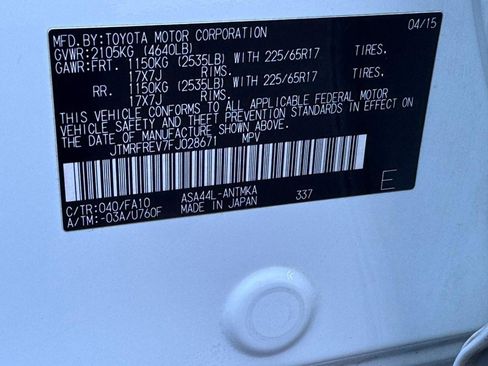 MFD.BY:TOYOTA MOTOR CORPORATION 04/15
GVWR:2105KG (4640LB)
GAWR:FRT. 1150KG (2535LB) WITH 225/65R17 TIRES.
17X7J RIMS.
RR. 1150KG (2535LB) WITH 225/65R17 TIRES.
17X7J RIMS.
THIS VEHICLE CONFORMS TO ALL APPLICABLE FEDERAL MOTOR
VEHICLE SAFETY AND THEFT PREVENTION STANDARDS IN EFFECT ON
THE DATE OF MANUFACTURE SHOWN ABOVE.
JTMRFREV7FJ028671 MPV
C/TR:040/FA10 ASA44L-ANTMKA 337 E
A/TM:-03A/U760F MADE IN JAPAN